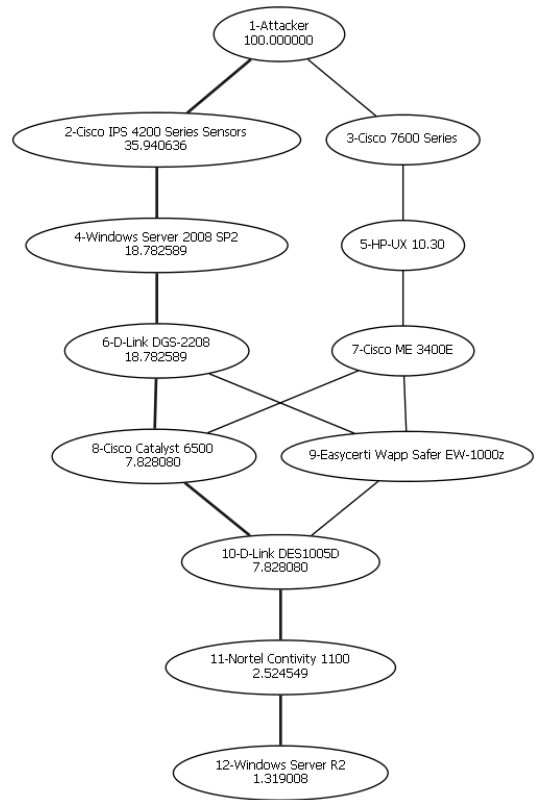 1-Attacker
100.000000
2-Cisco IPS 4200 Series Sensors
35.940636
3-Cisco 7600 Series
4-Windows Server 2008 SP2
18.782589
5-HP-UX 10.30
6-D-Link DGS-2208
18.782589
7-Cisco ME 3400E
8-Cisco Catalyst 6500
7.828080
9-Easycerti Wapp Safer EW-1000z
10-D-Link DES1005D
7.828080
11-Nortel Contivity 1100
2.524549
12-Windows Server R2
1.319008